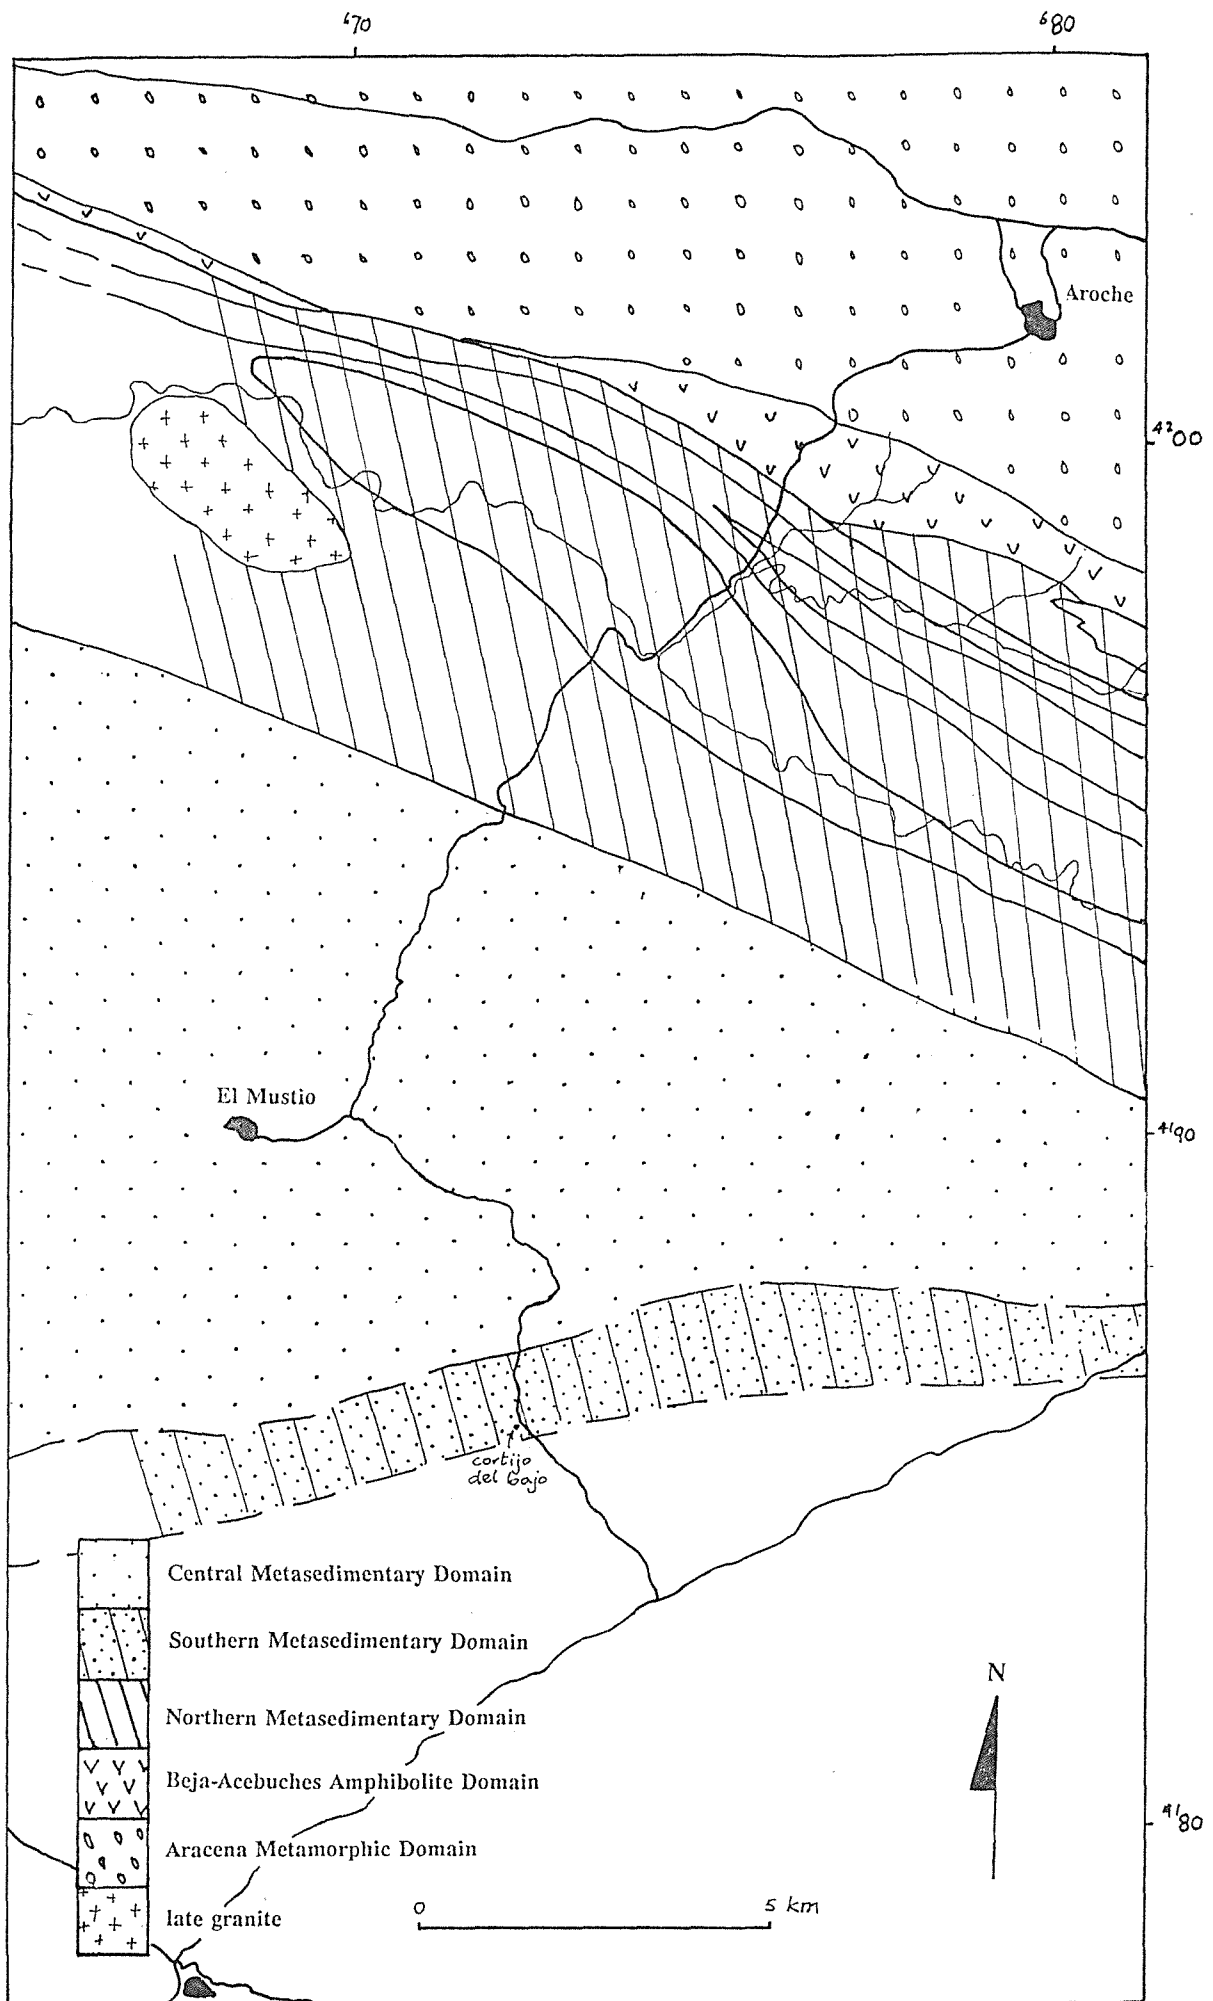 ⁶70
⁶80
Aroche
⁴²00
El Mustio
⁴¹90
cortijo
del bajo
Central Metasedimentary Domain
Southern Metasedimentary Domain
Northern Metasedimentary Domain
Beja-Acebuches Amphibolite Domain
Aracena Metamorphic Domain
late granite
N
⁴¹80
0 5 km